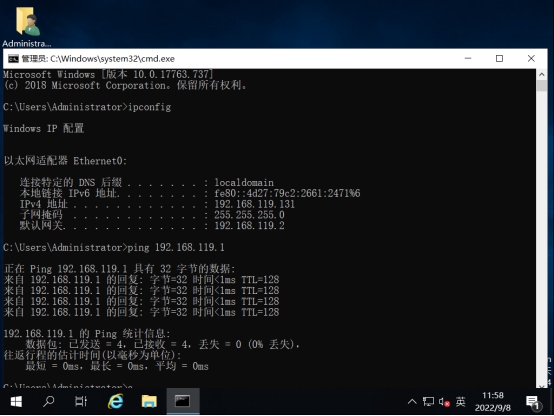 Administra...
管理员: C:\Windows\system32\cmd.exe
Microsoft Windows [版本 10.0.17763.737]
(c) 2018 Microsoft Corporation。保留所有权利。
C:\Users\Administrator>ipconfig
Windows IP 配置
以太网适配器 Ethernet0:
连接特定的 DNS 后缀 . . . . . . . : localdomain
本地链接 IPv6 地址. . . . . . . . : fe80::4d27:79c2:2661:2471%6
IPv4 地址 . . . . . . . . . . . . : 192.168.119.131
子网掩码 . . . . . . . . . . . . : 255.255.255.0
默认网关. . . . . . . . . . . . . : 192.168.119.2
C:\Users\Administrator>ping 192.168.119.1
正在 Ping 192.168.119.1 具有 32 字节的数据:
来自 192.168.119.1 的回复: 字节=32 时间<1ms TTL=128
来自 192.168.119.1 的回复: 字节=32 时间<1ms TTL=128
来自 192.168.119.1 的回复: 字节=32 时间<1ms TTL=128
来自 192.168.119.1 的回复: 字节=32 时间<1ms TTL=128
192.168.119.1 的 Ping 统计信息:
数据包: 已发送 = 4，已接收 = 4，丢失 = 0 (0% 丢失)，
往返行程的估计时间(以毫秒为单位):
最短 = 0ms，最长 = 0ms，平均 = 0ms
英
11:58
2022/9/8
1